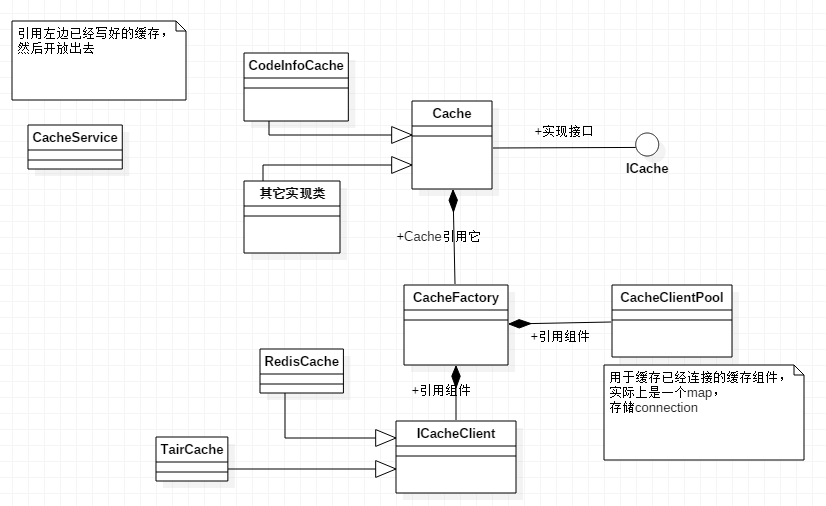 引用左边已经写好的缓存，
然后开放出去
CodeInfoCache
CacheService
Cache
+实现接口
ICache
其它实现类
+Cache引用它
CacheFactory
CacheClientPool
+引用组件
RedisCache
用于缓存已经连接的缓存组件，
实际上是一个map，
存储connection
+引用组件
ICacheClient
TairCache